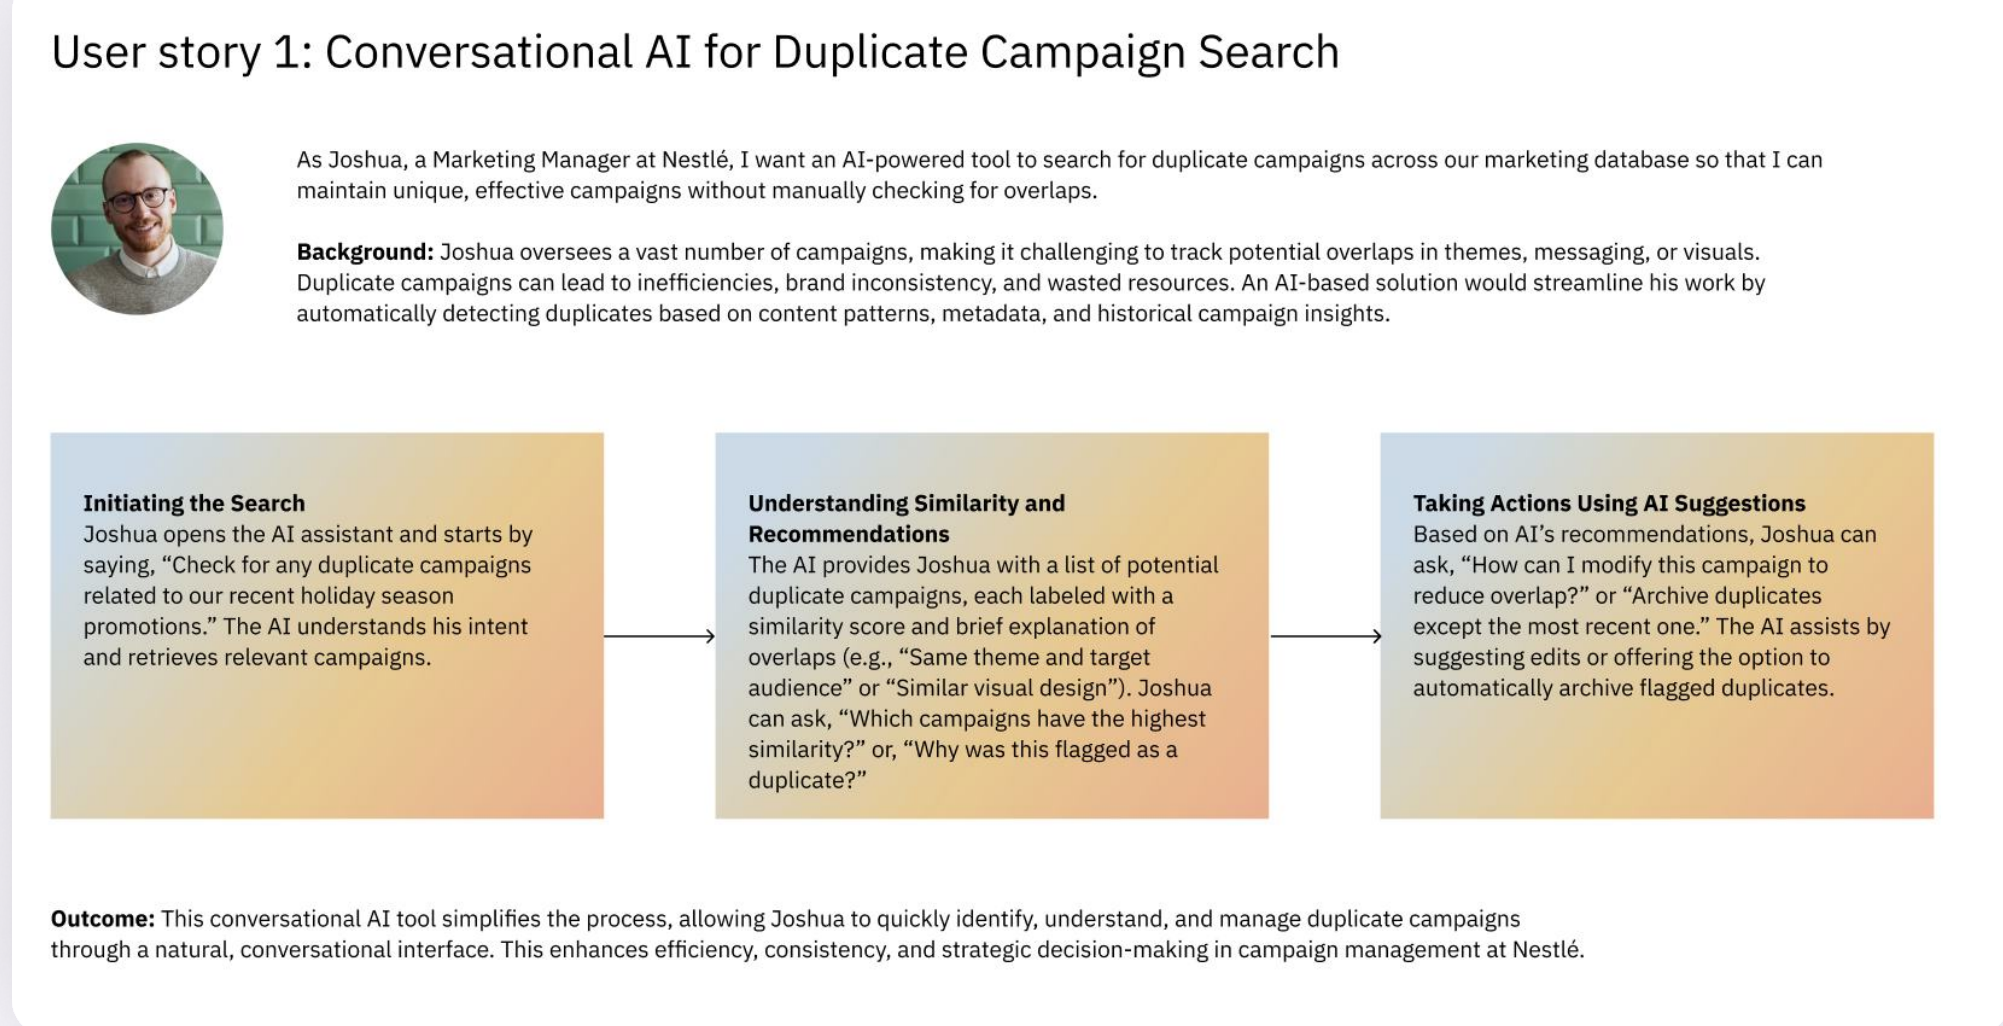 User story 1: Conversational AI for Duplicate Campaign Search
As Joshua, a Marketing Manager at Nestlé, I want an AI-powered tool to search for duplicate campaigns across our marketing database so that I can
maintain unique, effective campaigns without manually checking for overlaps.
Background: Joshua oversees a vast number of campaigns, making it challenging to track potential overlaps in themes, messaging, or visuals.
Duplicate campaigns can lead to inefficiencies, brand inconsistency, and wasted resources. An AI-based solution would streamline his work by
automatically detecting duplicates based on content patterns, metadata, and historical campaign insights.
Initiating the Search
Joshua opens the AI assistant and starts by
saying, “Check for any duplicate campaigns
related to our recent holiday season
promotions.” The AI understands his intent
and retrieves relevant campaigns.
Understanding Similarity and
Recommendations
The AI provides Joshua with a list of potential
duplicate campaigns, each labeled with a
similarity score and brief explanation of
overlaps (e.g., “Same theme and target
audience” or “Similar visual design”). Joshua
can ask, “Which campaigns have the highest
similarity?” or, “Why was this flagged as a
duplicate?”
Taking Actions Using AI Suggestions
Based on AI’s recommendations, Joshua can
ask, “How can I modify this campaign to
reduce overlap?” or “Archive duplicates
except the most recent one.” The AI assists by
suggesting edits or offering the option to
automatically archive flagged duplicates.
Outcome: This conversational AI tool simplifies the process, allowing Joshua to quickly identify, understand, and manage duplicate campaigns
through a natural, conversational interface. This enhances efficiency, consistency, and strategic decision-making in campaign management at Nestlé.